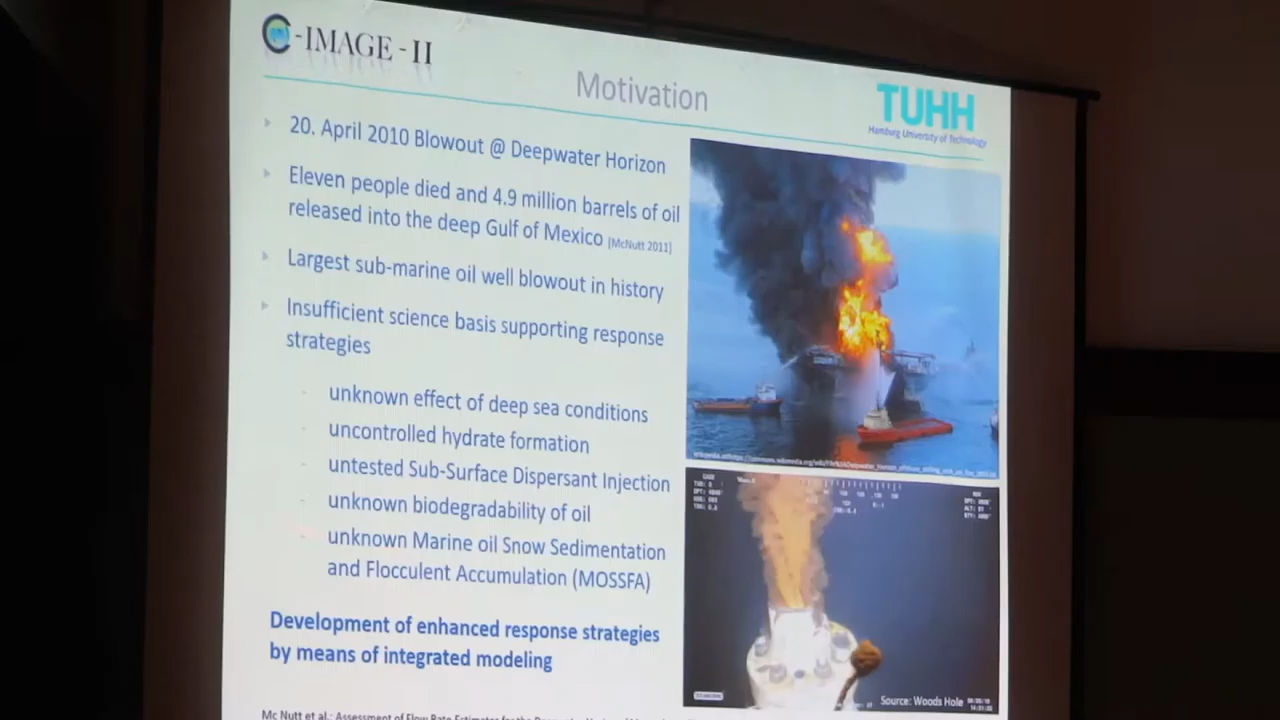 C-IMAGE-II
Motivation
TUHH
Hamburg University of Technology
20. April 2010 Blowout @ Deepwater Horizon
Eleven people died and 4.9 million barrels of oil
released into the deep Gulf of Mexico [McNutt 2011]
Largest sub-marine oil well blowout in history
Insufficient science basis supporting response
strategies
- unknown effect of deep sea conditions
- uncontrolled hydrate formation
- untested Sub-Surface Dispersant Injection
- unknown biodegradability of oil
- unknown Marine oil Snow Sedimentation
and Flocculent Accumulation (MOSSFA)
Development of enhanced response strategies
by means of integrated modeling
Source: Woods Hole
Mc Nutt et al.: Assessment of Flow Rate Estimates for the